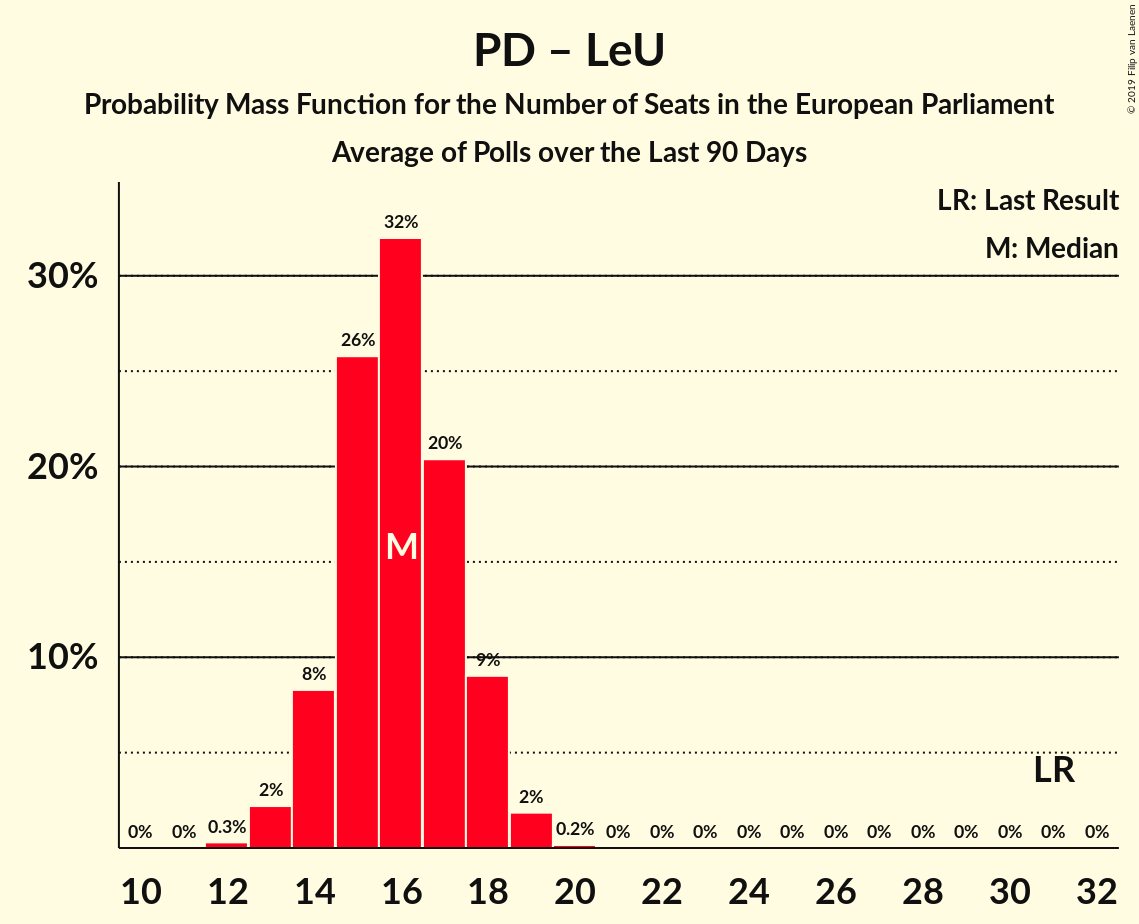 PD – LeU
Probability Mass Function for the Number of Seats in the European Parliament
Average of Polls over the Last 90 Days
© 2019 Filip van Laenen
LR: Last Result
M: Median
32%
30%
26%
20%
20%
M
10%
9%
8%
LR
2%
2%
0% 0% 0.3% 0.2% 0% 0% 0% 0% 0% 0% 0% 0% 0% 0% 0% 0%
10 12 14 16 18 20 22 24 26 28 30 32